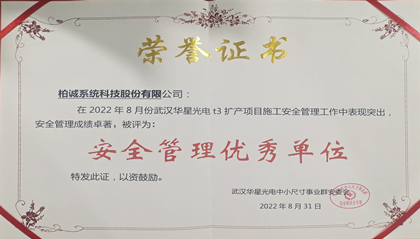 荣誉证书
柏诚系统科技股份有限公司：
在 2022 年 8 月份武汉华星光电 t3 扩产项目施工安全管理工作中表现突出，
安全管理成绩卓著，被评为：
安全管理优秀单位
特发此证，以资鼓励。
武汉华星光电中小尺寸事业群安委会
2022 年 8 月 31 日